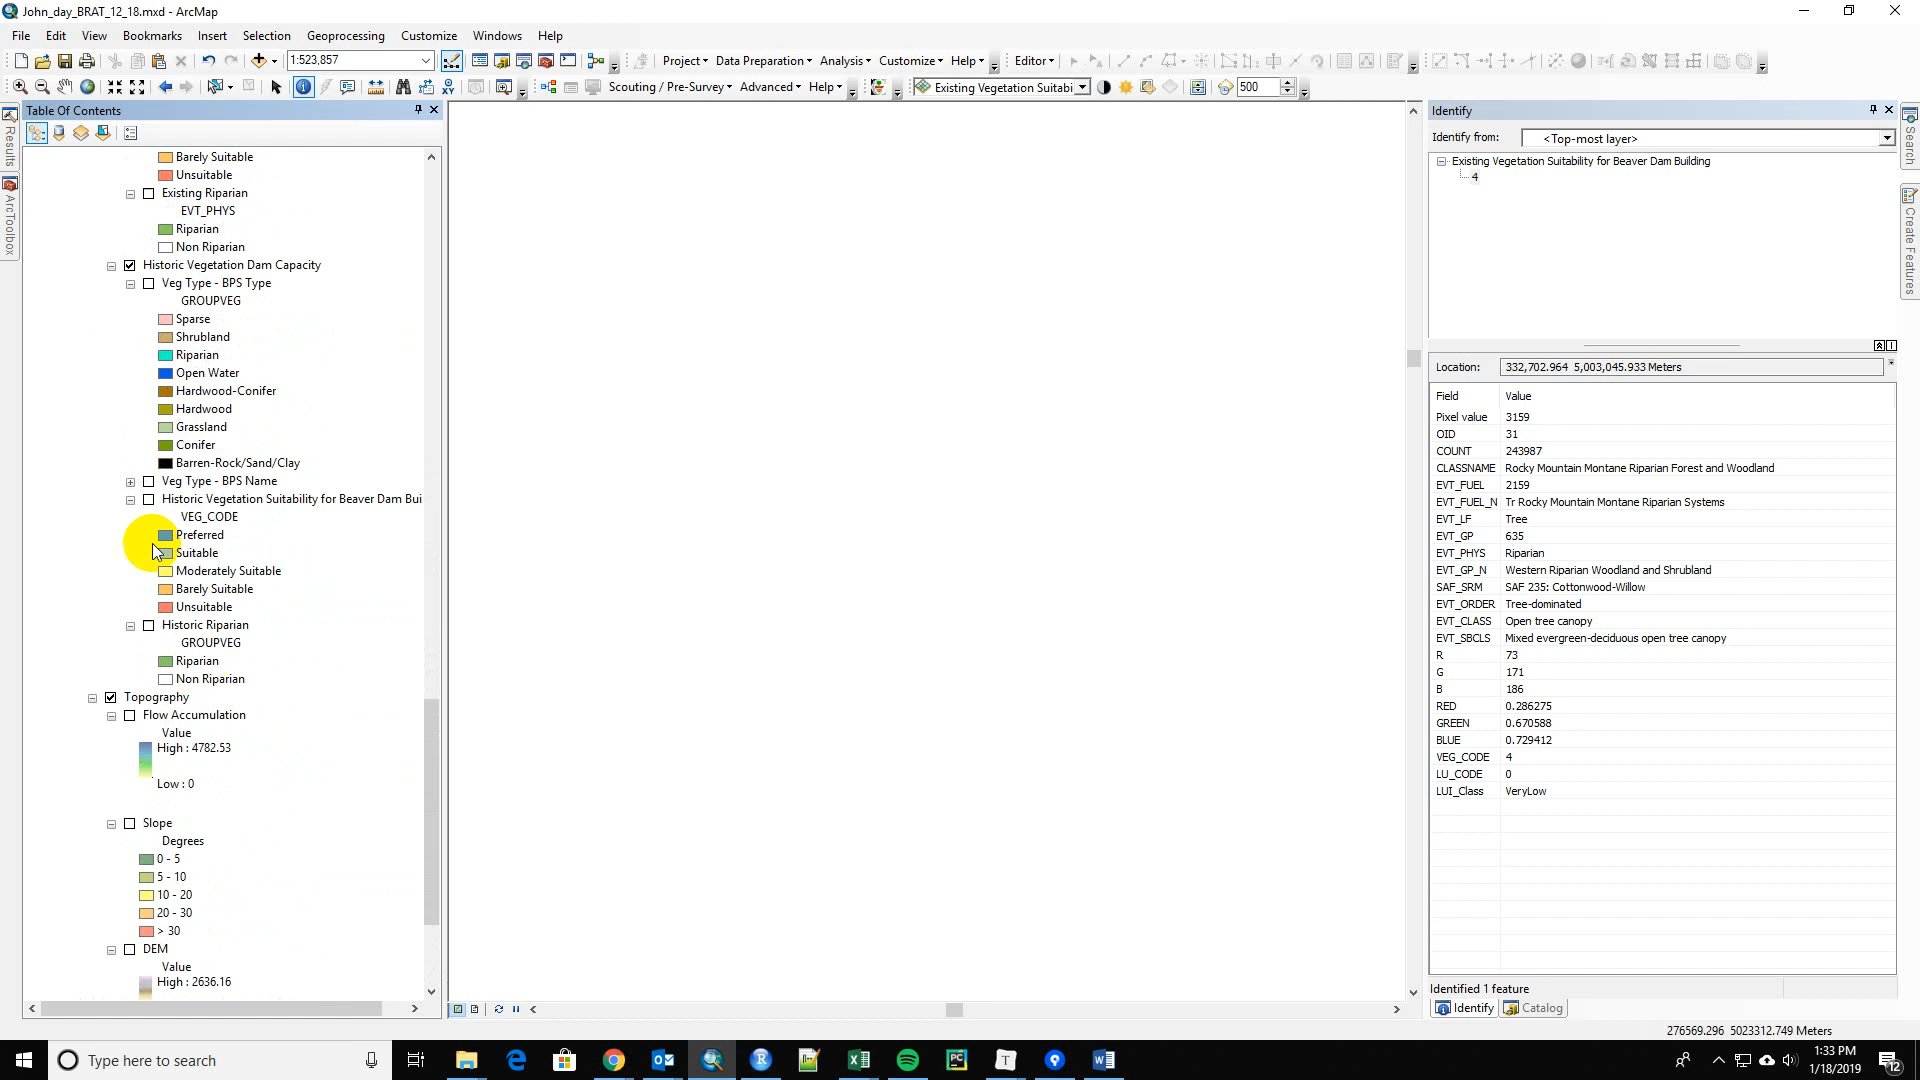 John_day_BRAT_12_18.mxd - ArcMap
File Edit View Bookmarks Insert Selection Geoprocessing Customize Windows Help
1:523,857 Project Data Preparation Analysis Customize Help Editor
Scouting / Pre-Survey Advanced Help Existing Vegetation Suitabi 500
Table Of Contents
Barely Suitable
Unsuitable
Existing Riparian
EVT_PHYS
Riparian
Non Riparian
Historic Vegetation Dam Capacity
Veg Type - BPS Type
GROUPVEG
Sparse
Shrubland
Riparian
Open Water
Hardwood-Conifer
Hardwood
Grassland
Conifer
Barren-Rock/Sand/Clay
Veg Type - BPS Name
Historic Vegetation Suitability for Beaver Dam Bui
VEG_CODE
Preferred
Suitable
Moderately Suitable
Barely Suitable
Unsuitable
Historic Riparian
GROUPVEG
Riparian
Non Riparian
Topography
Flow Accumulation
Value
High : 4782.53
Low : 0
Slope
Degrees
0 - 5
5 - 10
10 - 20
20 - 30
> 30
DEM
Value
High : 2636.16
Results
ArcToolbox
Identify
Identify from: <Top-most layer>
Existing Vegetation Suitability for Beaver Dam Building
4
Location: 332,702.964 5,003,045.933 Meters
Field Value
Pixel value 3159
OID 31
COUNT 243987
CLASSNAME Rocky Mountain Montane Riparian Forest and Woodland
EVT_FUEL 2159
EVT_FUEL_N Tr Rocky Mountain Montane Riparian Systems
EVT_LF Tree
EVT_GP 635
EVT_PHYS Riparian
EVT_GP_N Western Riparian Woodland and Shrubland
SAF_SRM SAF 235: Cottonwood-Willow
EVT_ORDER Tree-dominated
EVT_CLASS Open tree canopy
EVT_SBCLS Mixed evergreen-deciduous open tree canopy
R 73
G 171
B 186
RED 0.286275
GREEN 0.670588
BLUE 0.729412
VEG_CODE 4
LU_CODE 0
LUI_Class VeryLow
Identified 1 feature
Identify Catalog
Search
Create Features
276569.296 5023312.749 Meters
Type here to search
1:33 PM
1/18/2019
12